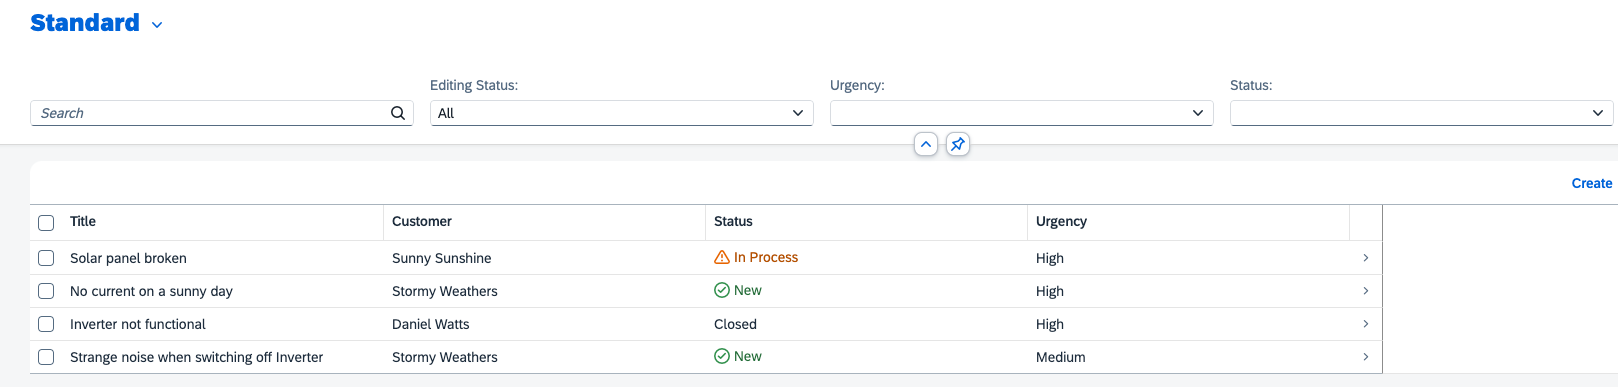 Standard
Editing Status: Urgency: Status:
Search All
Create
Title Customer Status Urgency
Solar panel broken Sunny Sunshine In Process High
No current on a sunny day Stormy Weathers New High
Inverter not functional Daniel Watts Closed High
Strange noise when switching off Inverter Stormy Weathers New Medium